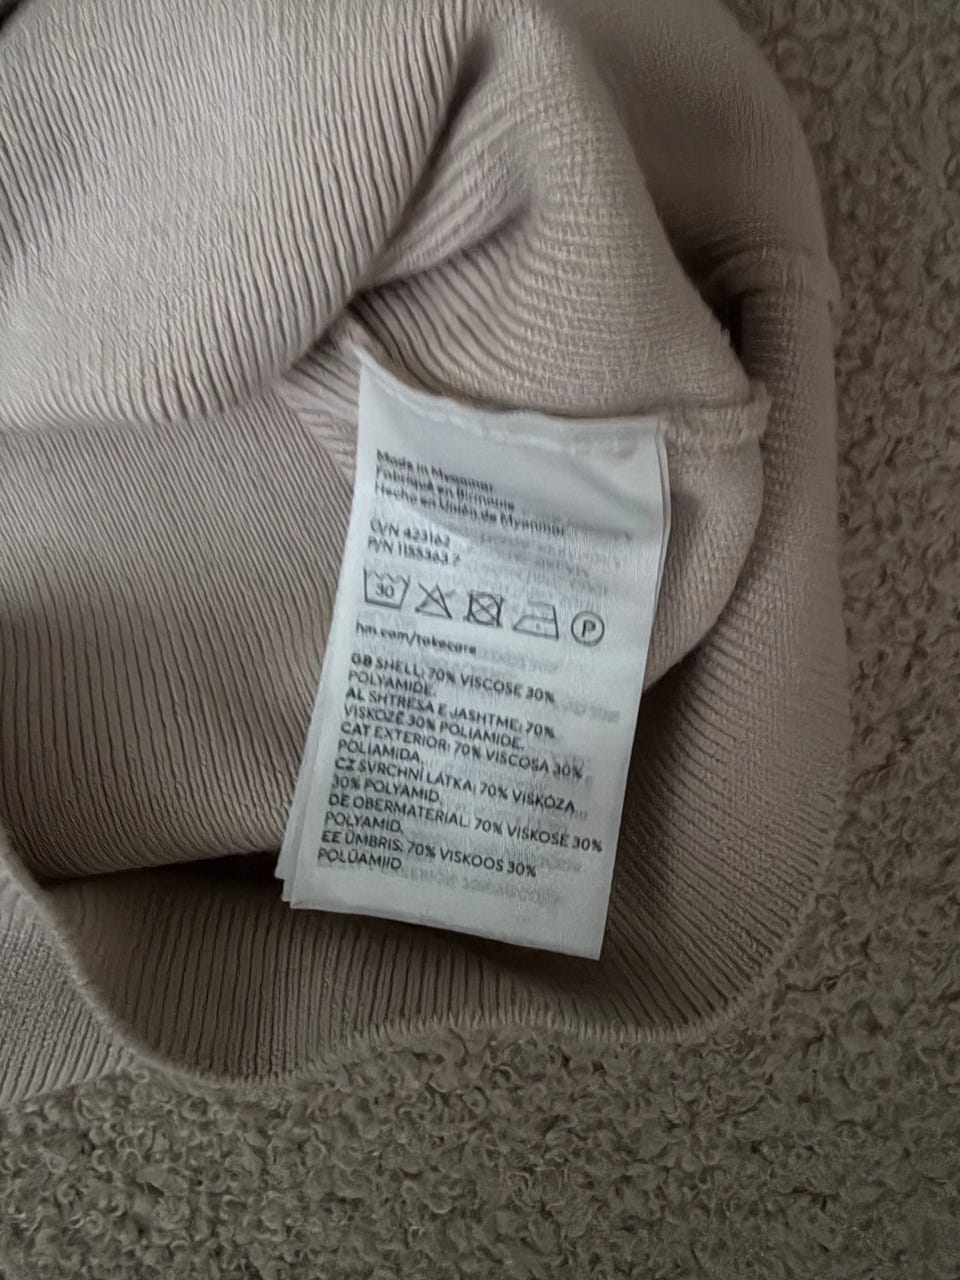 Made in Myanmar
Fabriqué en Birmanie
Hecho en Unión de Myanmar
C/N 423162
P/N 1155363 7
30 P
hm.com/takecare
GB SHELL: 70% VISCOSE 30%
POLYAMIDE.
AL SHTRESA E JASHTME: 70%
VISKOZË 30% POLIAMIDE.
CAT EXTERIOR: 70% VISCOSA 30%
POLIAMIDA.
CZ SVRCHNÍ LÁTKA: 70% VISKÓZA
30% POLYAMID.
DE OBERMATERIAL: 70% VISKOSE 30%
POLYAMID.
EE ÜMBRIS: 70% VISKOOS 30%
POLÜAMIID.